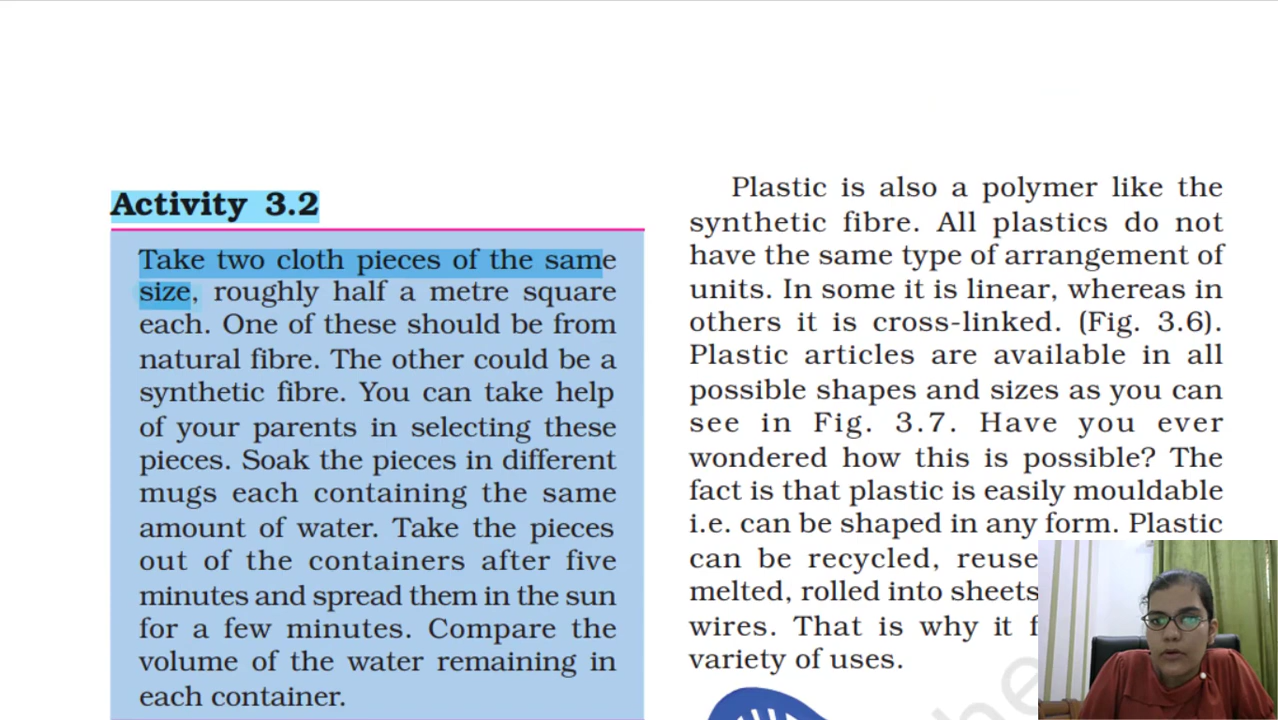 Activity 3.2
Take two cloth pieces of the same
size, roughly half a metre square
each. One of these should be from
natural fibre. The other could be a
synthetic fibre. You can take help
of your parents in selecting these
pieces. Soak the pieces in different
mugs each containing the same
amount of water. Take the pieces
out of the containers after five
minutes and spread them in the sun
for a few minutes. Compare the
volume of the water remaining in
each container.
Plastic is also a polymer like the
synthetic fibre. All plastics do not
have the same type of arrangement of
units. In some it is linear, whereas in
others it is cross-linked. (Fig. 3.6).
Plastic articles are available in all
possible shapes and sizes as you can
see in Fig. 3.7. Have you ever
wondered how this is possible? The
fact is that plastic is easily mouldable
i.e. can be shaped in any form. Plastic
can be recycled, reuse
melted, rolled into sheets
wires. That is why it f
variety of uses.